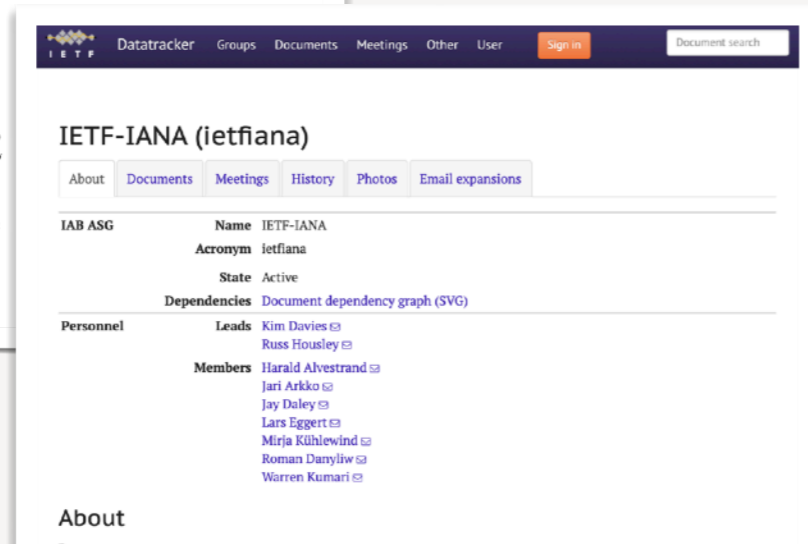 IETF
Datatracker Groups Documents Meetings Other User Sign in Document search
IETF-IANA (ietfiana)
About Documents Meetings History Photos Email expansions
IAB ASG Name IETF-IANA
Acronym ietfiana
State Active
Dependencies Document dependency graph (SVG)
Personnel Leads Kim Davies
Russ Housley
Members Harald Alvestrand
Jari Arkko
Jay Daley
Lars Eggert
Mirja Kühlewind
Roman Danyliw
Warren Kumari
About